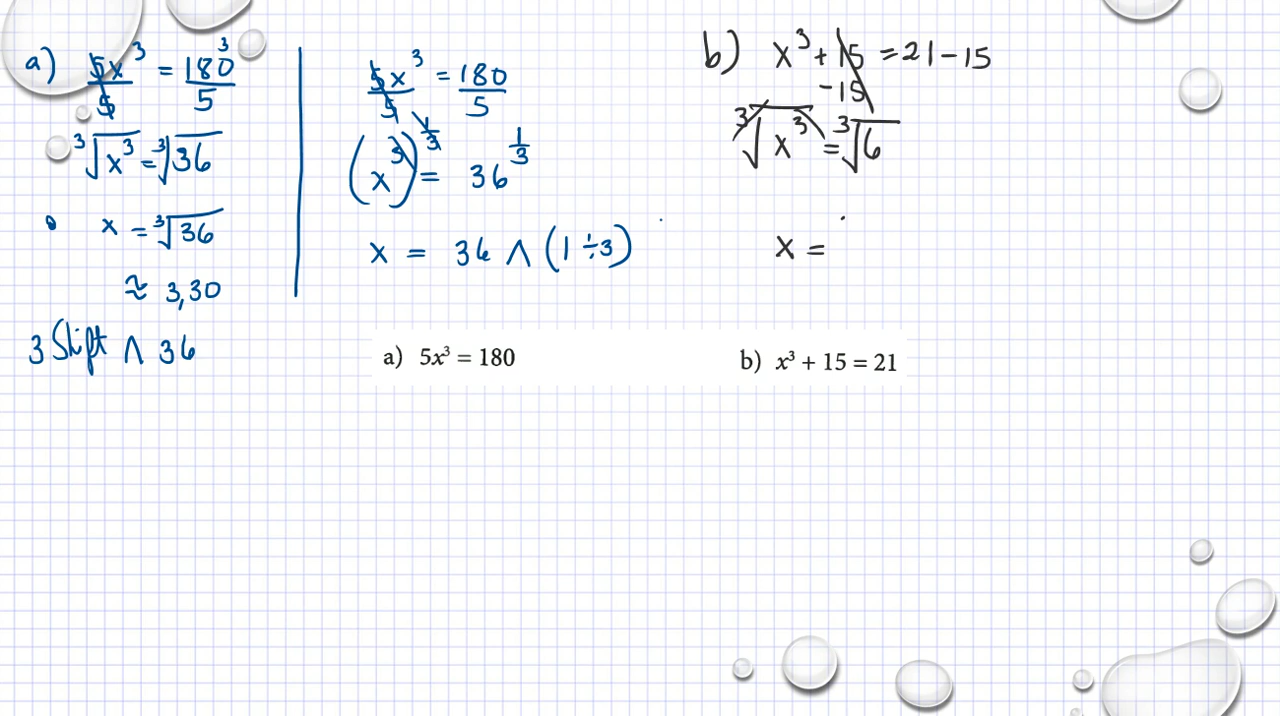 a) 5x³ = 180³
5 5
³√x³ = ³√36
x = ³√36
≈ 3,30
3 Shift ∧ 36
5x³ = 180
5 5
(x³)^1/3 = 36^1/3
x = 36 ∧ (1 ÷ 3)
b) x³ + 15 = 21 - 15
-15
³√x³ = ³√6
x =
a) 5x³ = 180
b) x³ + 15 = 21